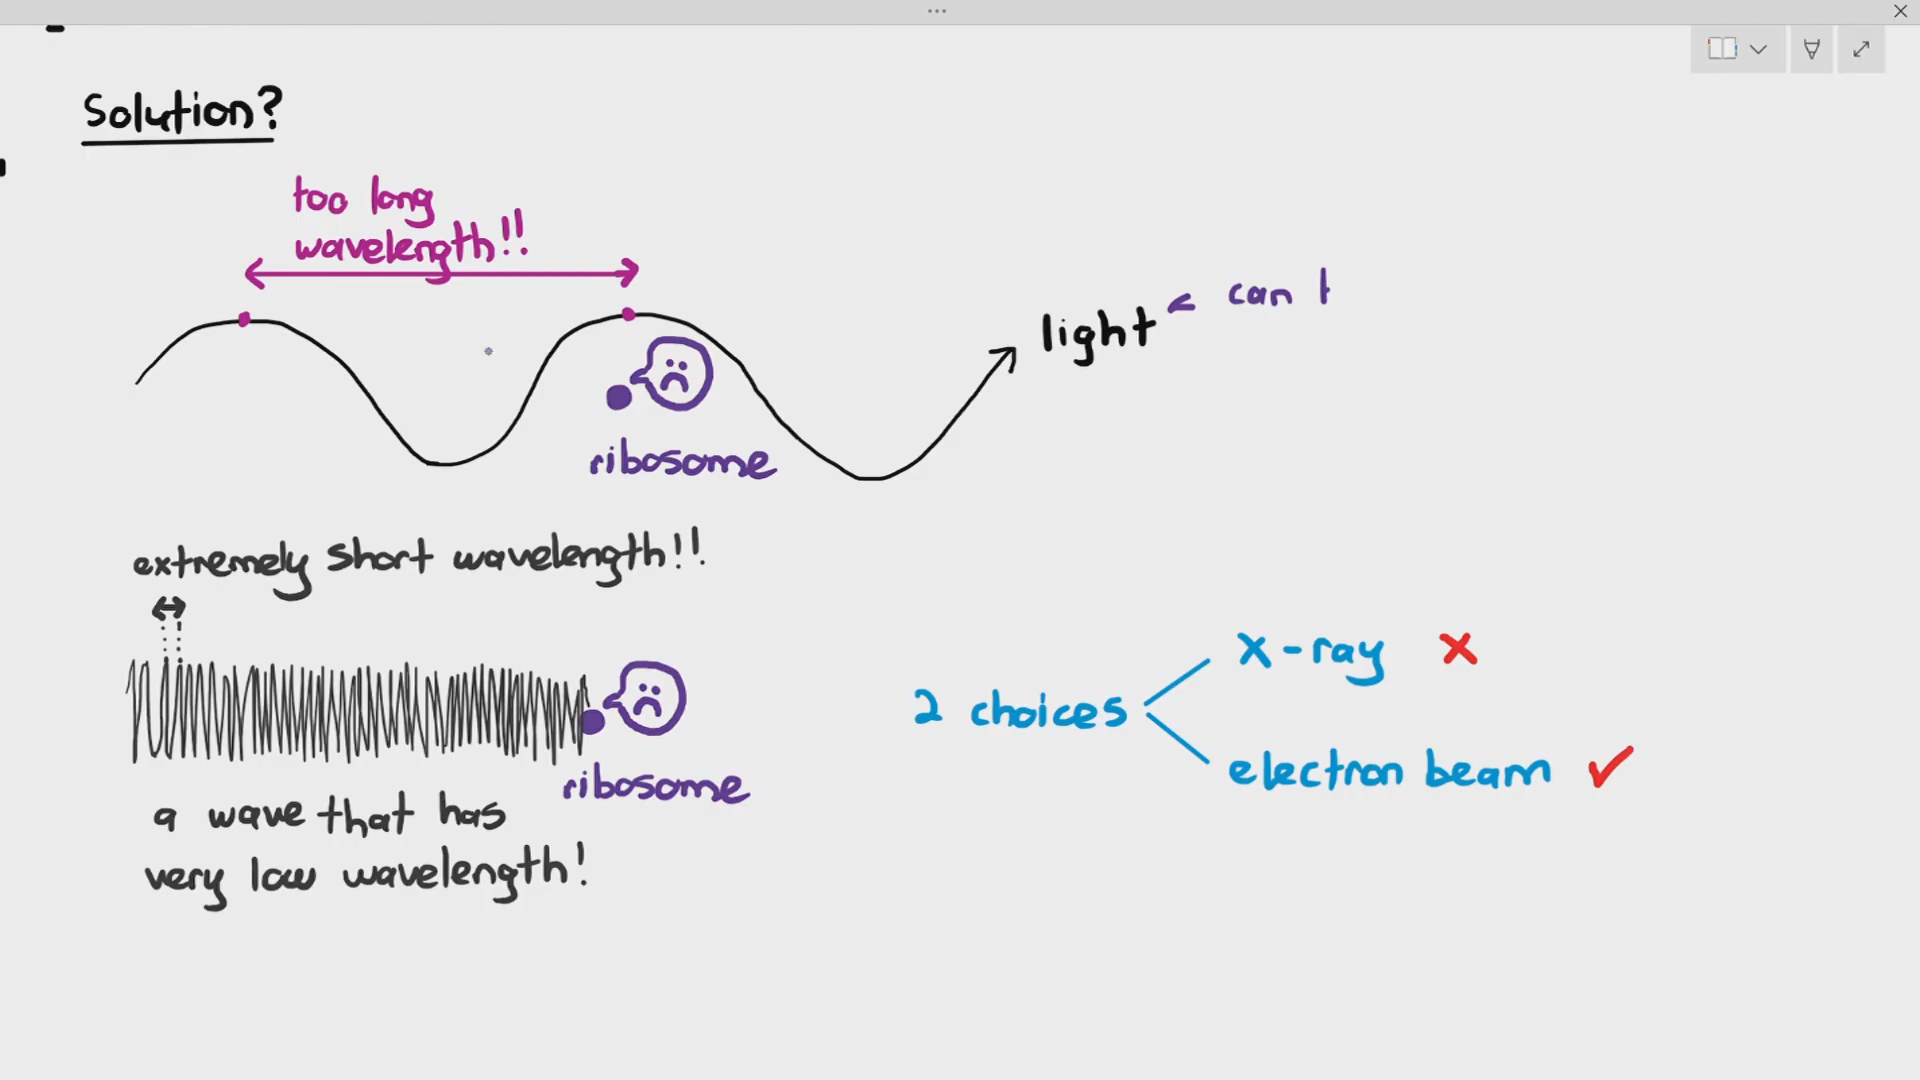 Solution?
too long
wavelength!!
light < can
ribosome
extremely short wavelength!!
ribosome
a wave that has
very low wavelength!
2 choices
x-ray x
electron beam ✓